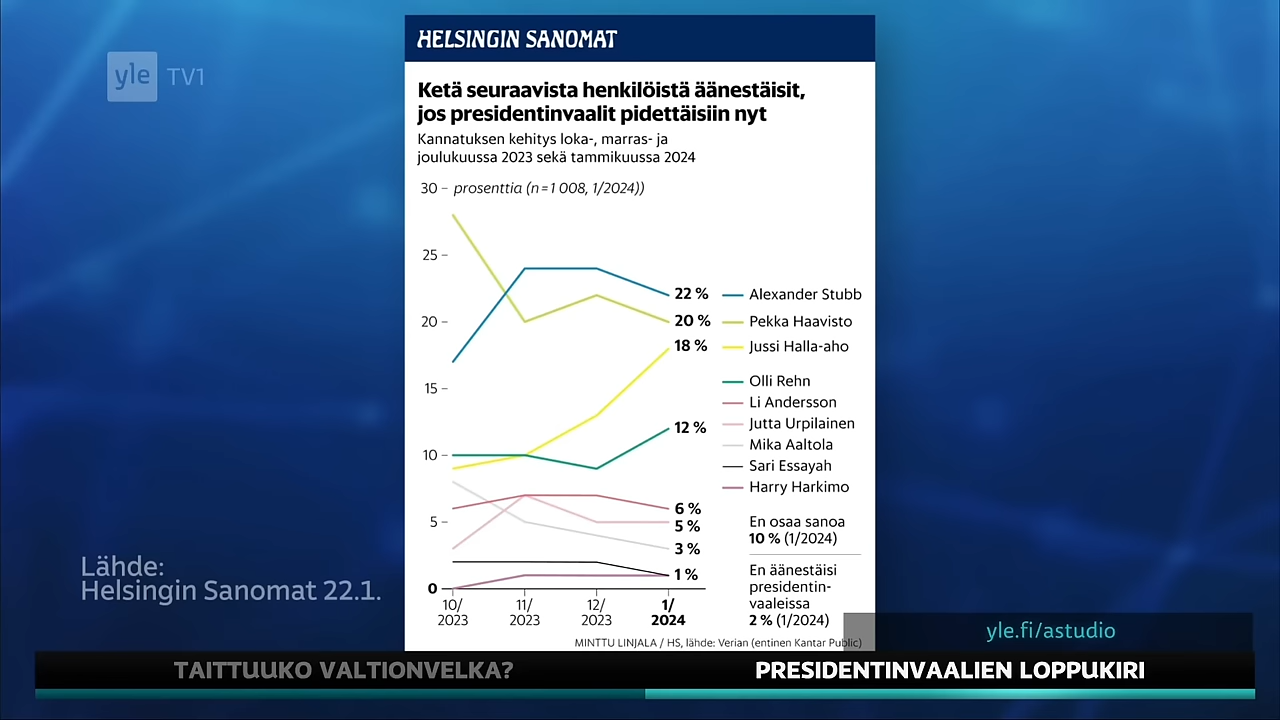 HELSINGIN SANOMAT
yle TV1
Ketä seuraavista henkilöistä äänestäisit,
jos presidentinvaalit pidettäisiin nyt
Kannatuksen kehitys loka-, marras- ja
joulukuussa 2023 sekä tammikuussa 2024
30 – prosenttia (n=1 008, 1/2024))
25 –
20 –
15 –
10 –
5 –
0
10/
2023
11/
2023
12/
2023
1/
2024
22 %
20 %
18 %
12 %
6 %
5 %
3 %
1 %
Alexander Stubb
Pekka Haavisto
Jussi Halla-aho
Olli Rehn
Li Andersson
Jutta Urpilainen
Mika Aaltola
Sari Essayah
Harry Harkimo
En osaa sanoa
10 % (1/2024)
En äänestäisi
presidentin-
vaaleissa
2 % (1/2024)
MINTTU LINJALA / HS, lähde: Verian (entinen Kantar Public)
Lähde:
Helsingin Sanomat 22.1.
yle.fi/astudio
TAITTUUKO VALTIONVELKA?
PRESIDENTINVAALIEN LOPPUKIRI